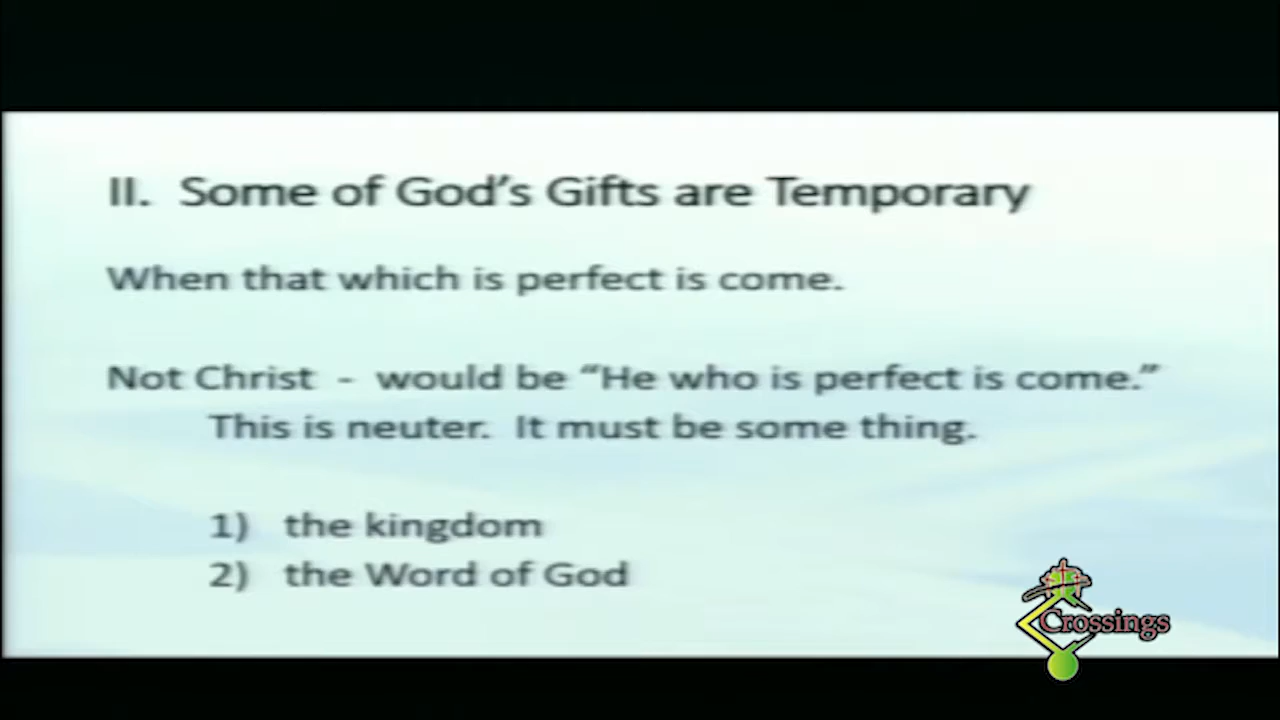 II. Some of God's Gifts are Temporary
When that which is perfect is come.
Not Christ - would be “He who is perfect is come.”
This is neuter. It must be some thing.
1) the kingdom
2) the Word of God
Crossings